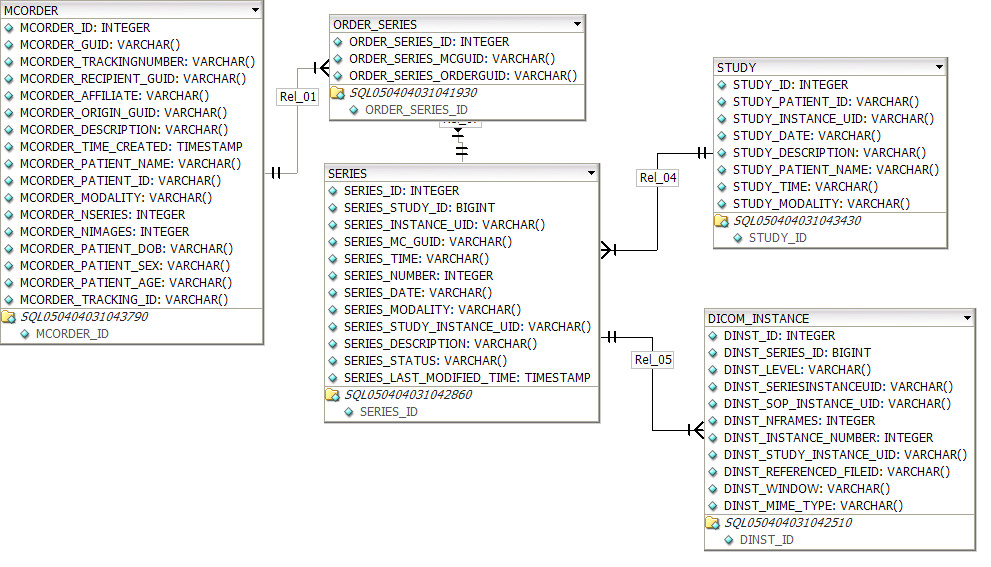 MCORDER
MCORDER_ID: INTEGER
MCORDER_GUID: VARCHAR()
MCORDER_TRACKINGNUMBER: VARCHAR()
MCORDER_RECIPIENT_GUID: VARCHAR()
MCORDER_AFFILIATE: VARCHAR()
MCORDER_ORIGIN_GUID: VARCHAR()
MCORDER_DESCRIPTION: VARCHAR()
MCORDER_TIME_CREATED: TIMESTAMP
MCORDER_PATIENT_NAME: VARCHAR()
MCORDER_PATIENT_ID: VARCHAR()
MCORDER_MODALITY: VARCHAR()
MCORDER_NSERIES: INTEGER
MCORDER_NIMAGES: INTEGER
MCORDER_PATIENT_DOB: VARCHAR()
MCORDER_PATIENT_SEX: VARCHAR()
MCORDER_PATIENT_AGE: VARCHAR()
MCORDER_TRACKING_ID: VARCHAR()
SQL050404031043790
MCORDER_ID
Rel_01
ORDER_SERIES
ORDER_SERIES_ID: INTEGER
ORDER_SERIES_MCGUID: VARCHAR()
ORDER_SERIES_ORDERGUID: VARCHAR()
SQL050404031041930
ORDER_SERIES_ID
SERIES
SERIES_ID: INTEGER
SERIES_STUDY_ID: BIGINT
SERIES_INSTANCE_UID: VARCHAR()
SERIES_MC_GUID: VARCHAR()
SERIES_TIME: VARCHAR()
SERIES_NUMBER: INTEGER
SERIES_DATE: VARCHAR()
SERIES_MODALITY: VARCHAR()
SERIES_STUDY_INSTANCE_UID: VARCHAR()
SERIES_DESCRIPTION: VARCHAR()
SERIES_STATUS: VARCHAR()
SERIES_LAST_MODIFIED_TIME: TIMESTAMP
SQL050404031042860
SERIES_ID
Rel_04
STUDY
STUDY_ID: INTEGER
STUDY_PATIENT_ID: VARCHAR()
STUDY_INSTANCE_UID: VARCHAR()
STUDY_DATE: VARCHAR()
STUDY_DESCRIPTION: VARCHAR()
STUDY_PATIENT_NAME: VARCHAR()
STUDY_TIME: VARCHAR()
STUDY_MODALITY: VARCHAR()
SQL050404031043430
STUDY_ID
Rel_05
DICOM_INSTANCE
DINST_ID: INTEGER
DINST_SERIES_ID: BIGINT
DINST_LEVEL: VARCHAR()
DINST_SERIESINSTANCEUID: VARCHAR()
DINST_SOP_INSTANCE_UID: VARCHAR()
DINST_NFRAMES: INTEGER
DINST_INSTANCE_NUMBER: INTEGER
DINST_STUDY_INSTANCE_UID: VARCHAR()
DINST_REFERENCED_FILEID: VARCHAR()
DINST_WINDOW: VARCHAR()
DINST_MIME_TYPE: VARCHAR()
SQL050404031042510
DINST_ID